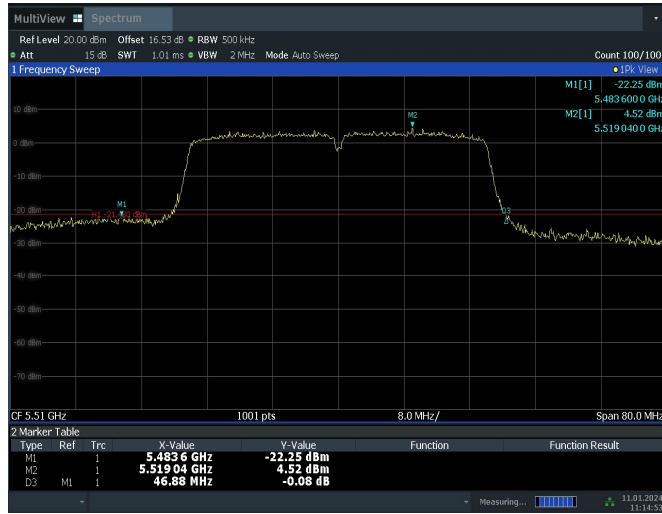 MultiView Spectrum
Ref Level 20.00 dBm Offset 16.53 dB RBW 500 kHz
Att 15 dB SWT 1.01 ms VBW 2 MHz Mode Auto Sweep Count 100/100
1 Frequency Sweep 1Pk View
M1[1] -22.25 dBm
5.483600 0 GHz
M2[1] 4.52 dBm
5.519040 0 GHz
10 dBm
M2
0 dBm
-10 dBm
M1
-20 dBm
D3
-30 dBm
-40 dBm
-50 dBm
-60 dBm
-70 dBm
CF 5.51 GHz 1001 pts 8.0 MHz/ Span 80.0 MHz
2 Marker Table
Type Ref Trc X-Value Y-Value Function Function Result
M1 1 5.483 6 GHz -22.25 dBm
M2 1 5.519 04 GHz 4.52 dBm
D3 M1 1 46.88 MHz -0.08 dB
Measuring... 11.01.2024
11:14:53